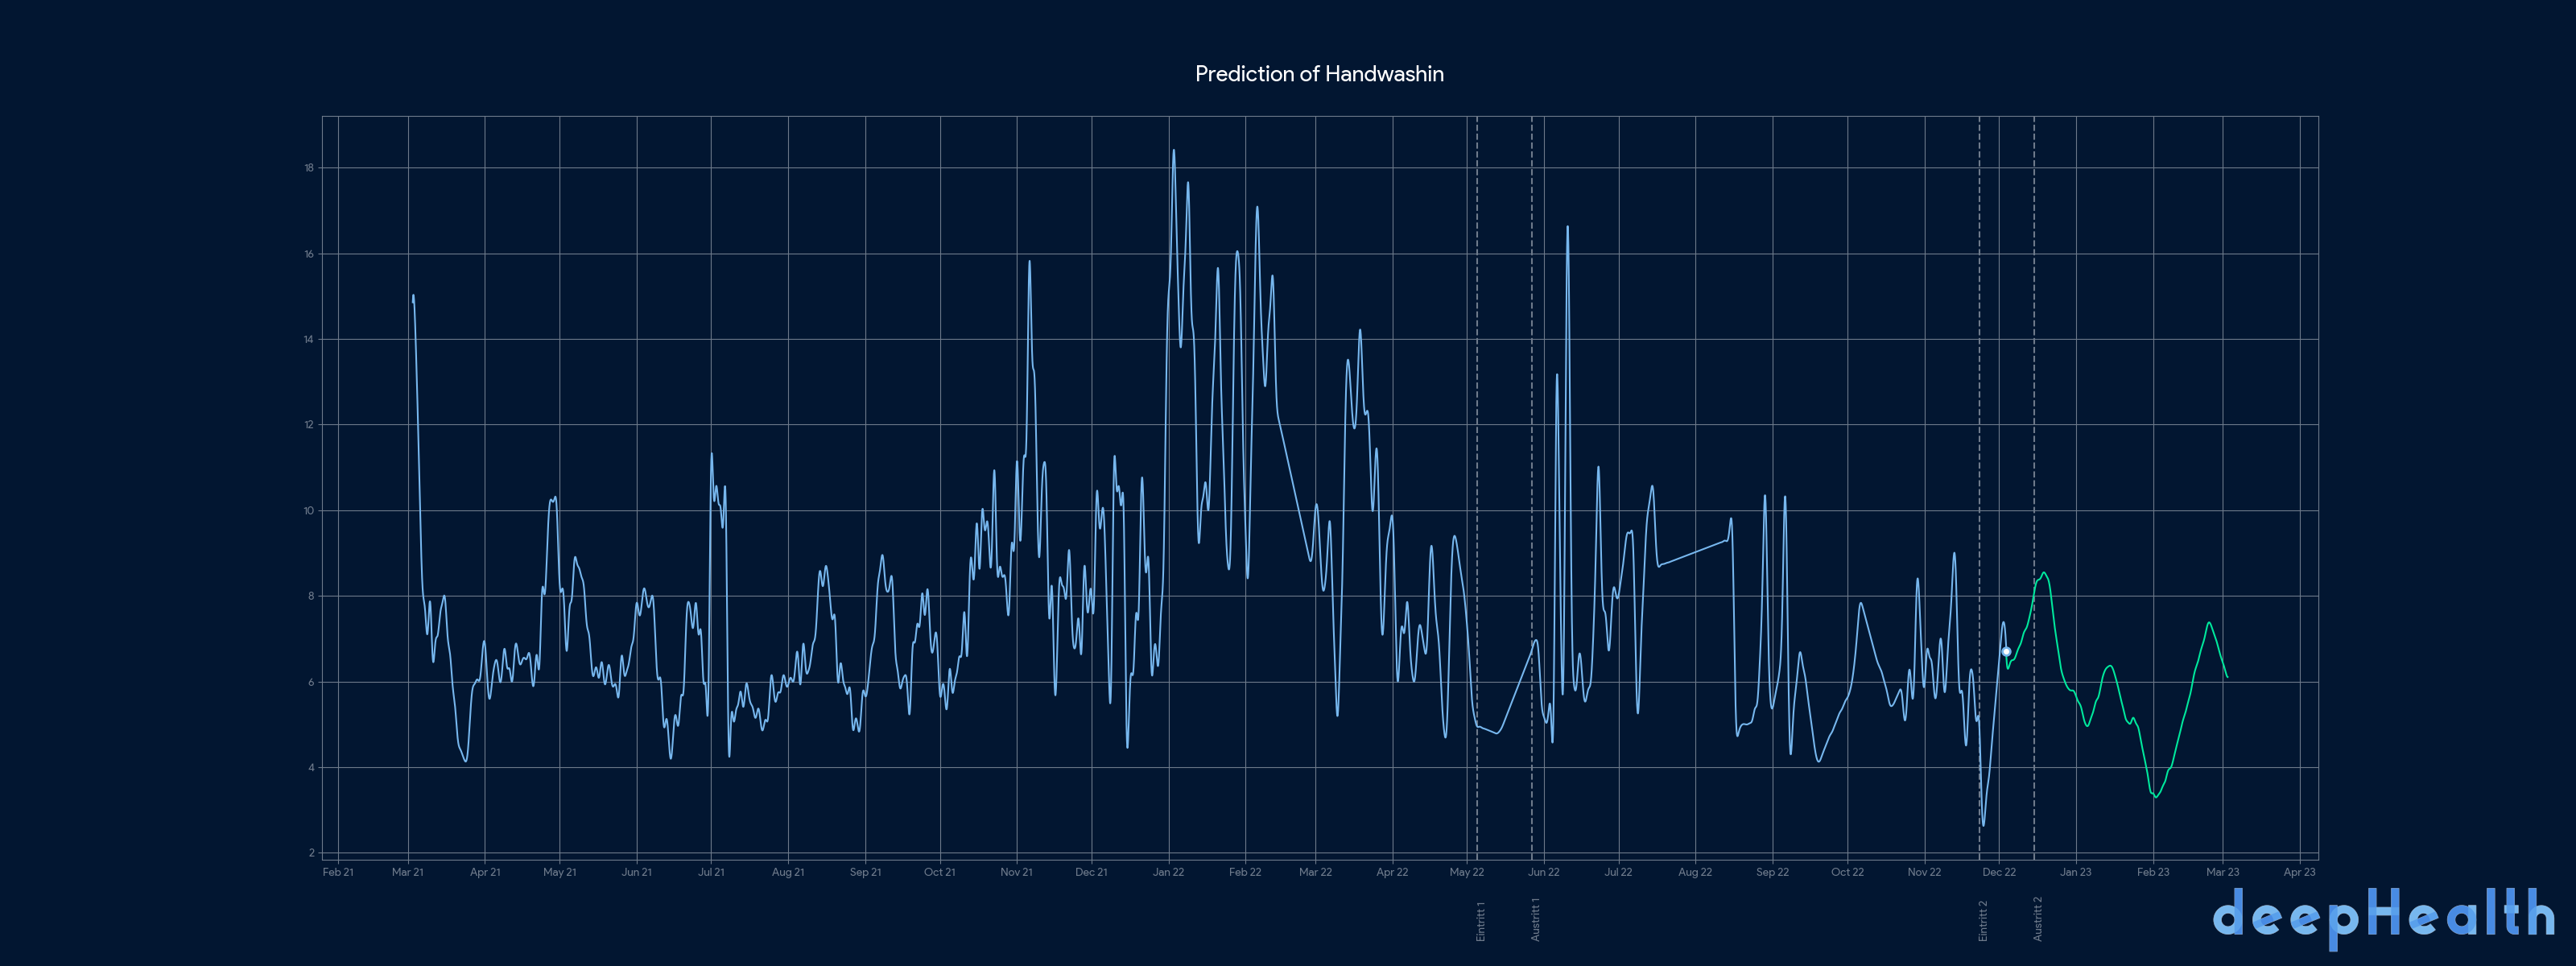 Prediction of Handwashin
18
16
14
12
10
8
6
4
2
Feb 21 Mar 21 Apr 21 May 21 Jun 21 Jul 21 Aug 21 Sep 21 Oct 21 Nov 21 Dec 21 Jan 22 Feb 22 Mar 22 Apr 22 May 22 Jun 22 Jul 22 Aug 22 Sep 22 Oct 22 Nov 22 Dec 22 Jan 23 Feb 23 Mar 23 Apr 23
Eintritt 1
Austritt 1
Eintritt 2
Austritt 2
deepHealth